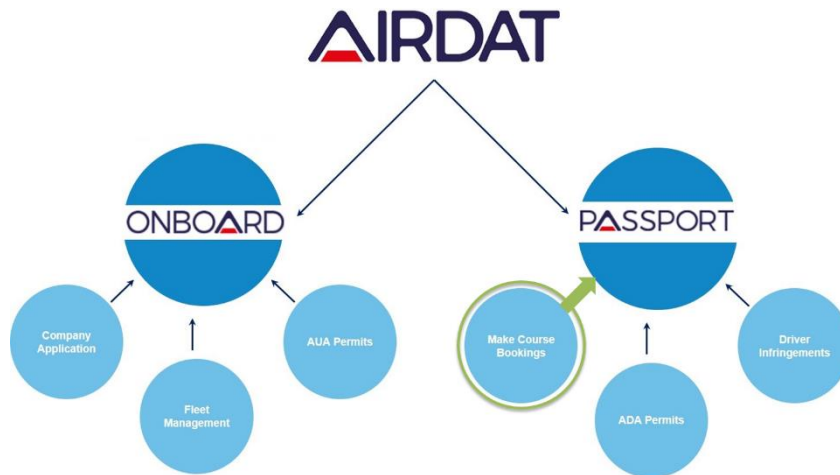 AIRDAT
ONBOARD
PASSPORT
Company
Application
AUA Permits
Make Course
Bookings
Driver
Infringements
Fleet
Management
ADA Permits